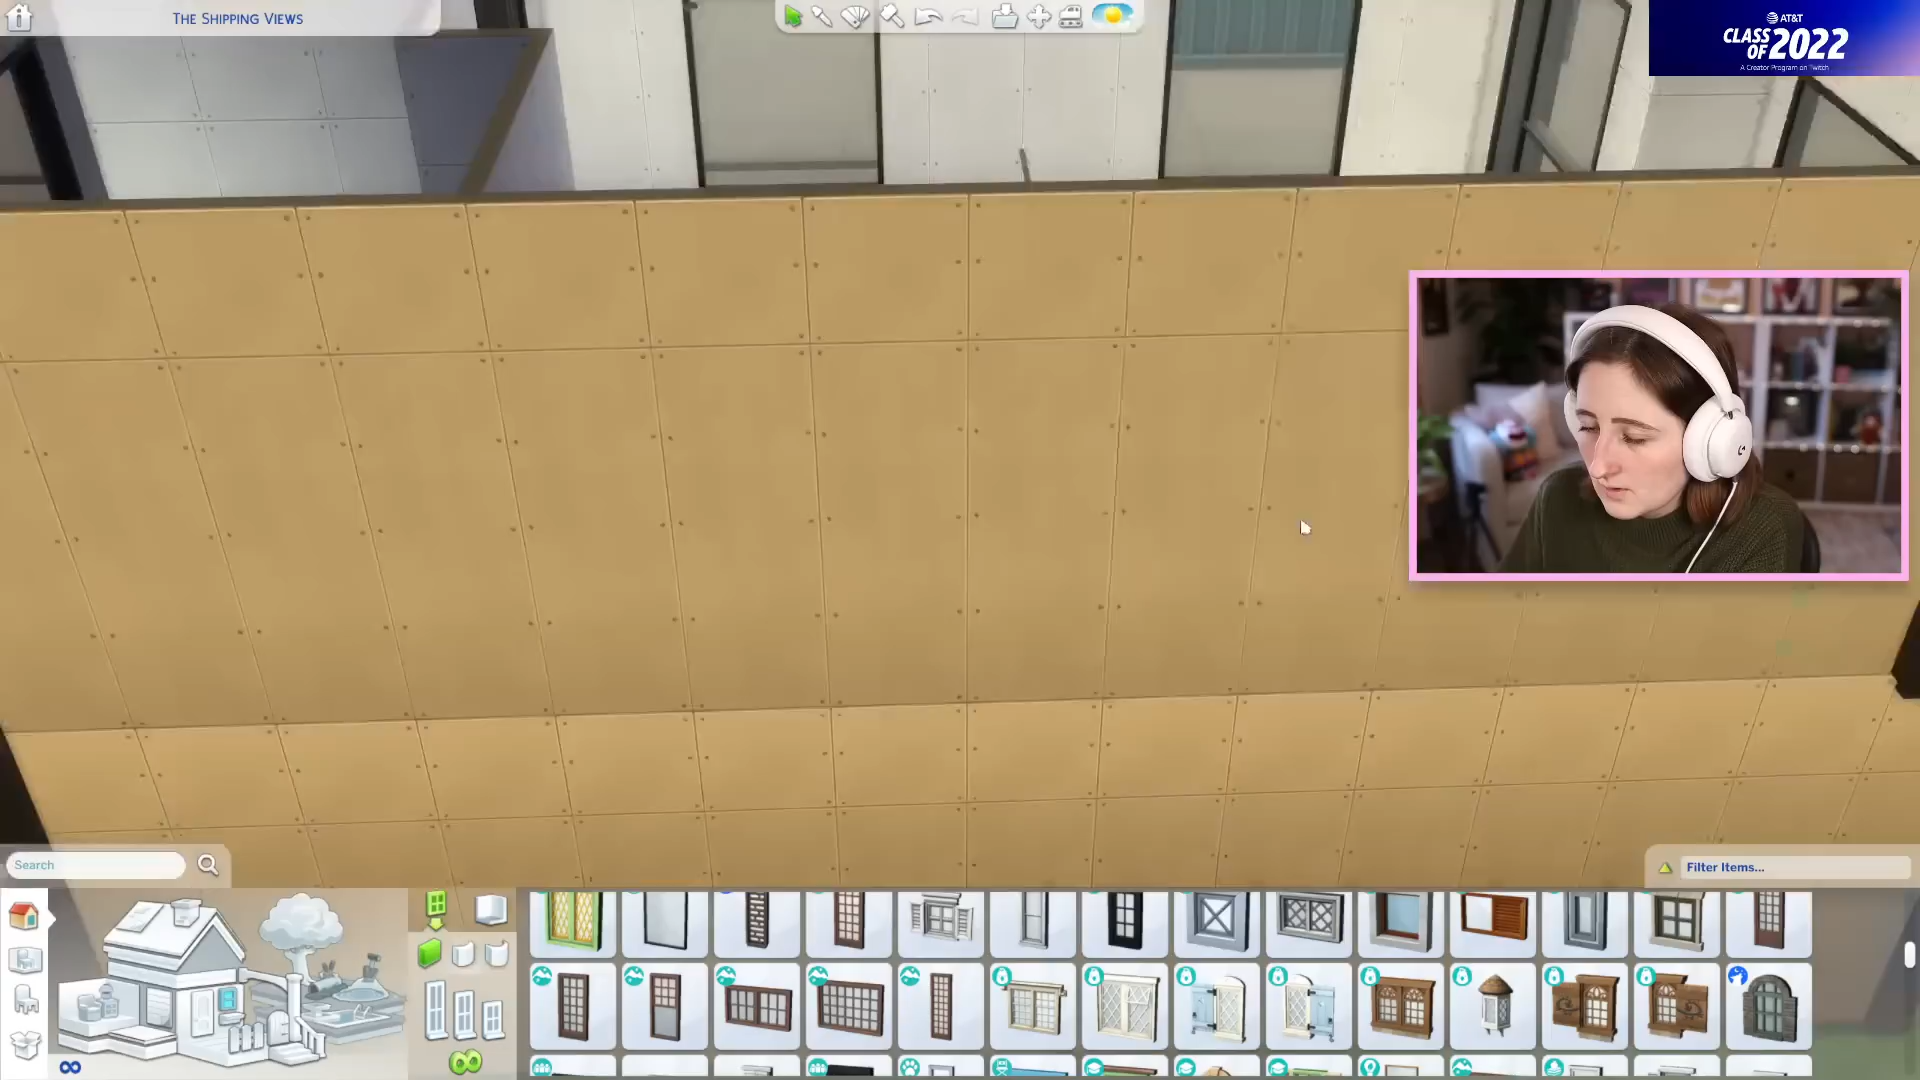 The Shipping Views
AT&T
CLASS
OF 2022
A Creator Program on Twitch
Search
Filter Items...